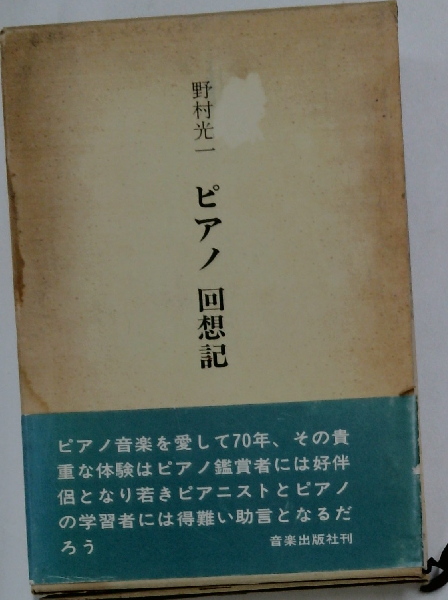 野村光一
ピアノ回想記
ピアノ音楽を愛して70年、その貴
重な体験はピアノ鑑賞者には好伴
侶となり若きピアニストとピアノ
の学習者には得難い助言となるだ
ろう
音楽出版社刊